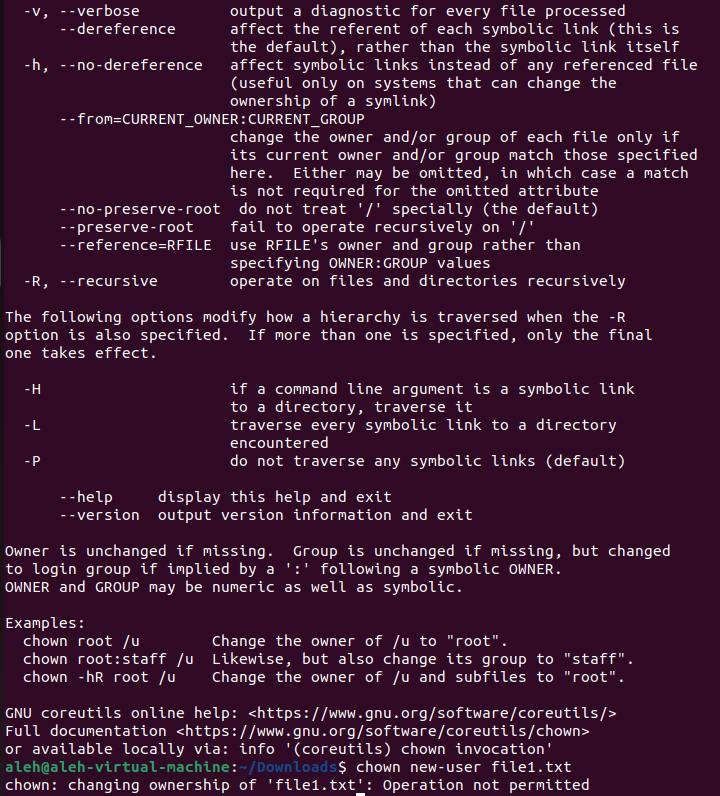 -v, --verbose          output a diagnostic for every file processed
--dereference      affect the referent of each symbolic link (this is
the default), rather than the symbolic link itself
-h, --no-dereference   affect symbolic links instead of any referenced file
(useful only on systems that can change the
ownership of a symlink)
--from=CURRENT_OWNER:CURRENT_GROUP
change the owner and/or group of each file only if
its current owner and/or group match those specified
here.  Either may be omitted, in which case a match
is not required for the omitted attribute
--no-preserve-root  do not treat '/' specially (the default)
--preserve-root    fail to operate recursively on '/'
--reference=RFILE  use RFILE's owner and group rather than
specifying OWNER:GROUP values
-R, --recursive        operate on files and directories recursively
The following options modify how a hierarchy is traversed when the -R
option is also specified.  If more than one is specified, only the final
one takes effect.
-H                     if a command line argument is a symbolic link
to a directory, traverse it
-L                     traverse every symbolic link to a directory
encountered
-P                     do not traverse any symbolic links (default)
--help     display this help and exit
--version  output version information and exit
Owner is unchanged if missing.  Group is unchanged if missing, but changed
to login group if implied by a ':' following a symbolic OWNER.
OWNER and GROUP may be numeric as well as symbolic.
Examples:
chown root /u        Change the owner of /u to "root".
chown root:staff /u  Likewise, but also change its group to "staff".
chown -hR root /u    Change the owner of /u and subfiles to "root".
GNU coreutils online help: <https://www.gnu.org/software/coreutils/>
Full documentation <https://www.gnu.org/software/coreutils/chown>
or available locally via: info '(coreutils) chown invocation'
aleh@aleh-virtual-machine:~/Downloads$ chown new-user file1.txt
chown: changing ownership of 'file1.txt': Operation not permitted